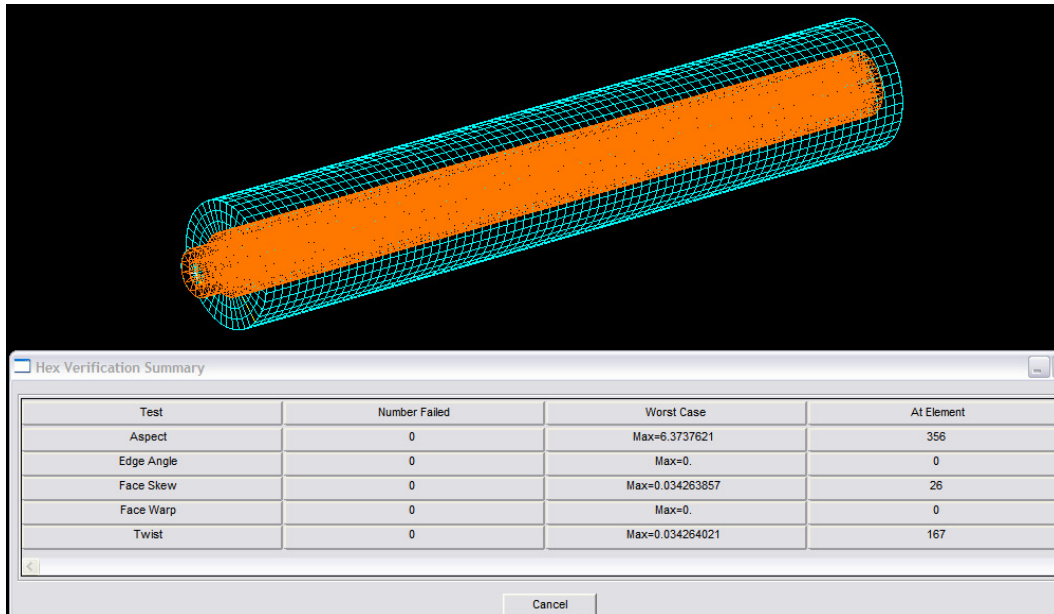 Hex Verification Summary
Test Number Failed Worst Case At Element
Aspect 0 Max=6.3737621 356
Edge Angle 0 Max=0. 0
Face Skew 0 Max=0.034263857 26
Face Warp 0 Max=0. 0
Twist 0 Max=0.034264021 167
Cancel